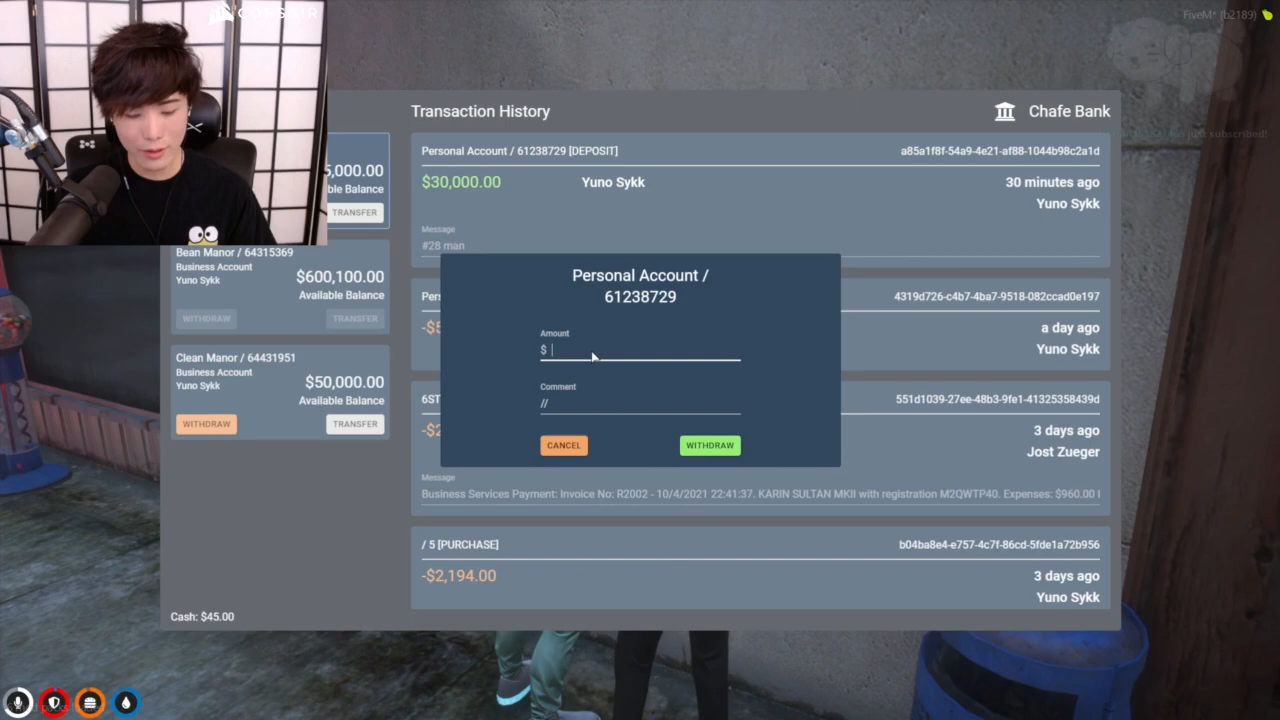 FiveM* (b2189)
Transaction History
Chafe Bank
Personal Account / 61238729 [DEPOSIT]
a85a1f8f-54a9-4e21-af88-1044b98c2a1d
$30,000.00
Yuno Sykk
30 minutes ago
Yuno Sykk
Message
#28 man
5,000.00
ble Balance
TRANSFER
Bean Manor / 64315369
Business Account
Yuno Sykk
$600,100.00
Available Balance
WITHDRAW
TRANSFER
Clean Manor / 64431951
Business Account
Yuno Sykk
$50,000.00
Available Balance
WITHDRAW
TRANSFER
Cash: $45.00
Personal Account /
61238729
Amount
$
Comment
//
CANCEL
WITHDRAW
Per
4319d726-c4b7-4ba7-9518-082ccad0e197
a day ago
Yuno Sykk
6ST
551d1039-27ee-48b3-9fe1-41325358439d
-$2
3 days ago
Jost Zueger
Message
Business Services Payment: Invoice No: R2002 - 10/4/2021 22:41:37. KARIN SULTAN MKII with registration M2QWTP40. Expenses: $960.00 I
/ 5 [PURCHASE]
b04ba8e4-e757-4c7f-86cd-5fde1a72b956
-$2,194.00
3 days ago
Yuno Sykk